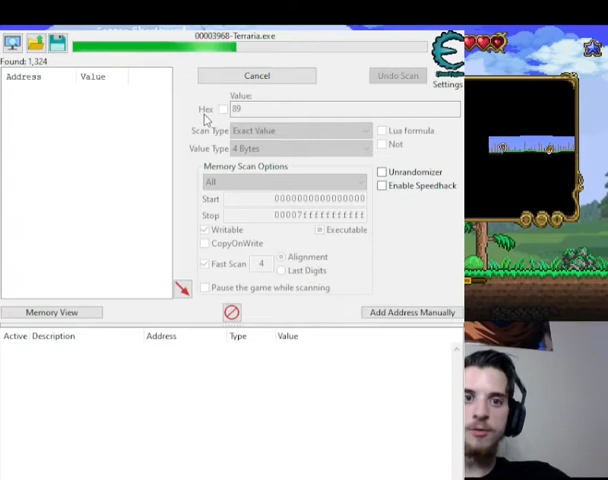 00003968-Terraria.exe
Found: 1,324
Address Value
Cancel
Undo Scan
Settings
Value:
Hex 89
Scan Type Exact Value
Lua formula
Value Type 4 Bytes
Not
Memory Scan Options
All
Unrandomizer
Enable Speedhack
Start 0000000000000000
Stop 00007fffffffffff
Writable Executable
CopyOnWrite
Fast Scan 4 Alignment
Last Digits
Pause the game while scanning
Memory View
Add Address Manually
Active Description Address Type Value